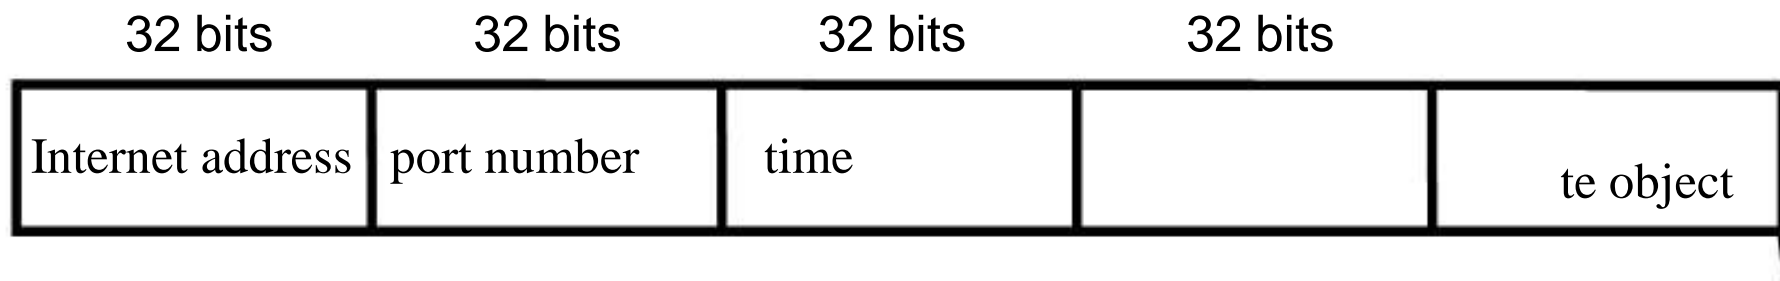 32 bits 32 bits 32 bits 32 bits
Internet address port number time
te object